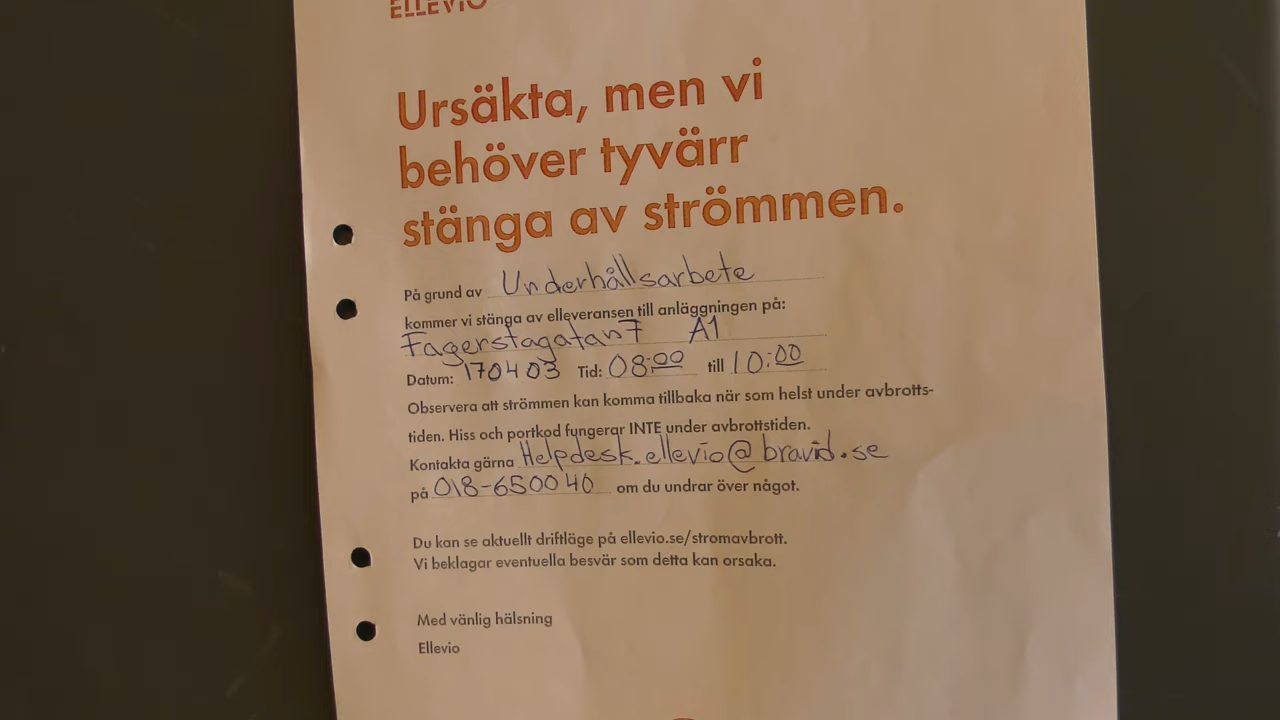 ELLEVIO
Ursäkta, men vi
behöver tyvärr
stänga av strömmen.
På grund av Underhållsarbete
kommer vi stänga av elleveransen till anläggningen på:
Fagerstagatan 7 A1
Datum: 170403 Tid: 08:00 till 10:00
Observera att strömmen kan komma tillbaka när som helst under avbrotts-
tiden. Hiss och portkod fungerar INTE under avbrottstiden.
Kontakta gärna Helpdesk.ellevio@bravid.se
på 018-650040 om du undrar över något.
Du kan se aktuellt driftläge på ellevio.se/stromavbrott.
Vi beklagar eventuella besvär som detta kan orsaka.
Med vänlig hälsning
Ellevio